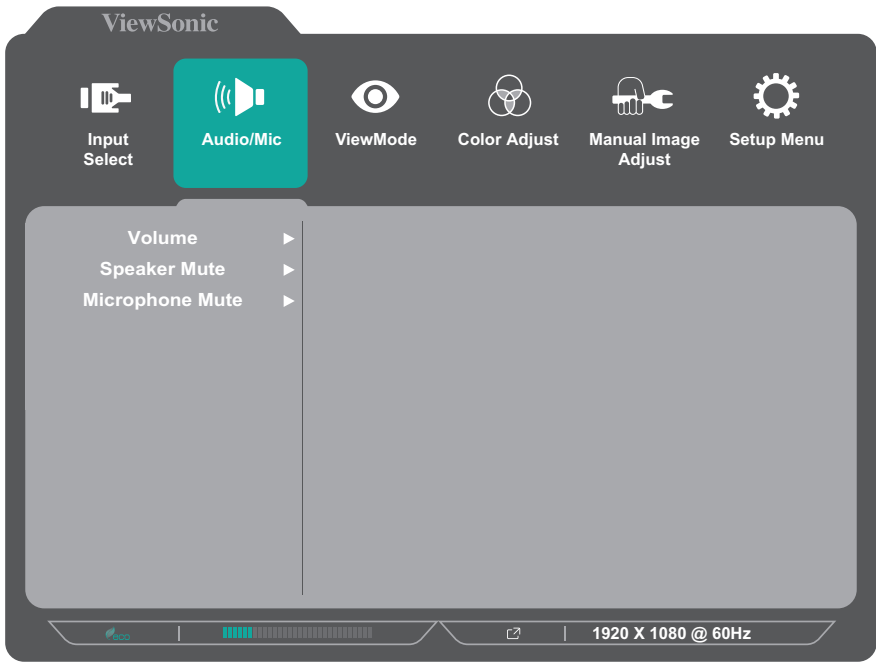 ViewSonic
Input Select
Audio/Mic
ViewMode
Color Adjust
Manual Image Adjust
Setup Menu
Volume
Speaker Mute
Microphone Mute
eco
1920 X 1080 @ 60Hz